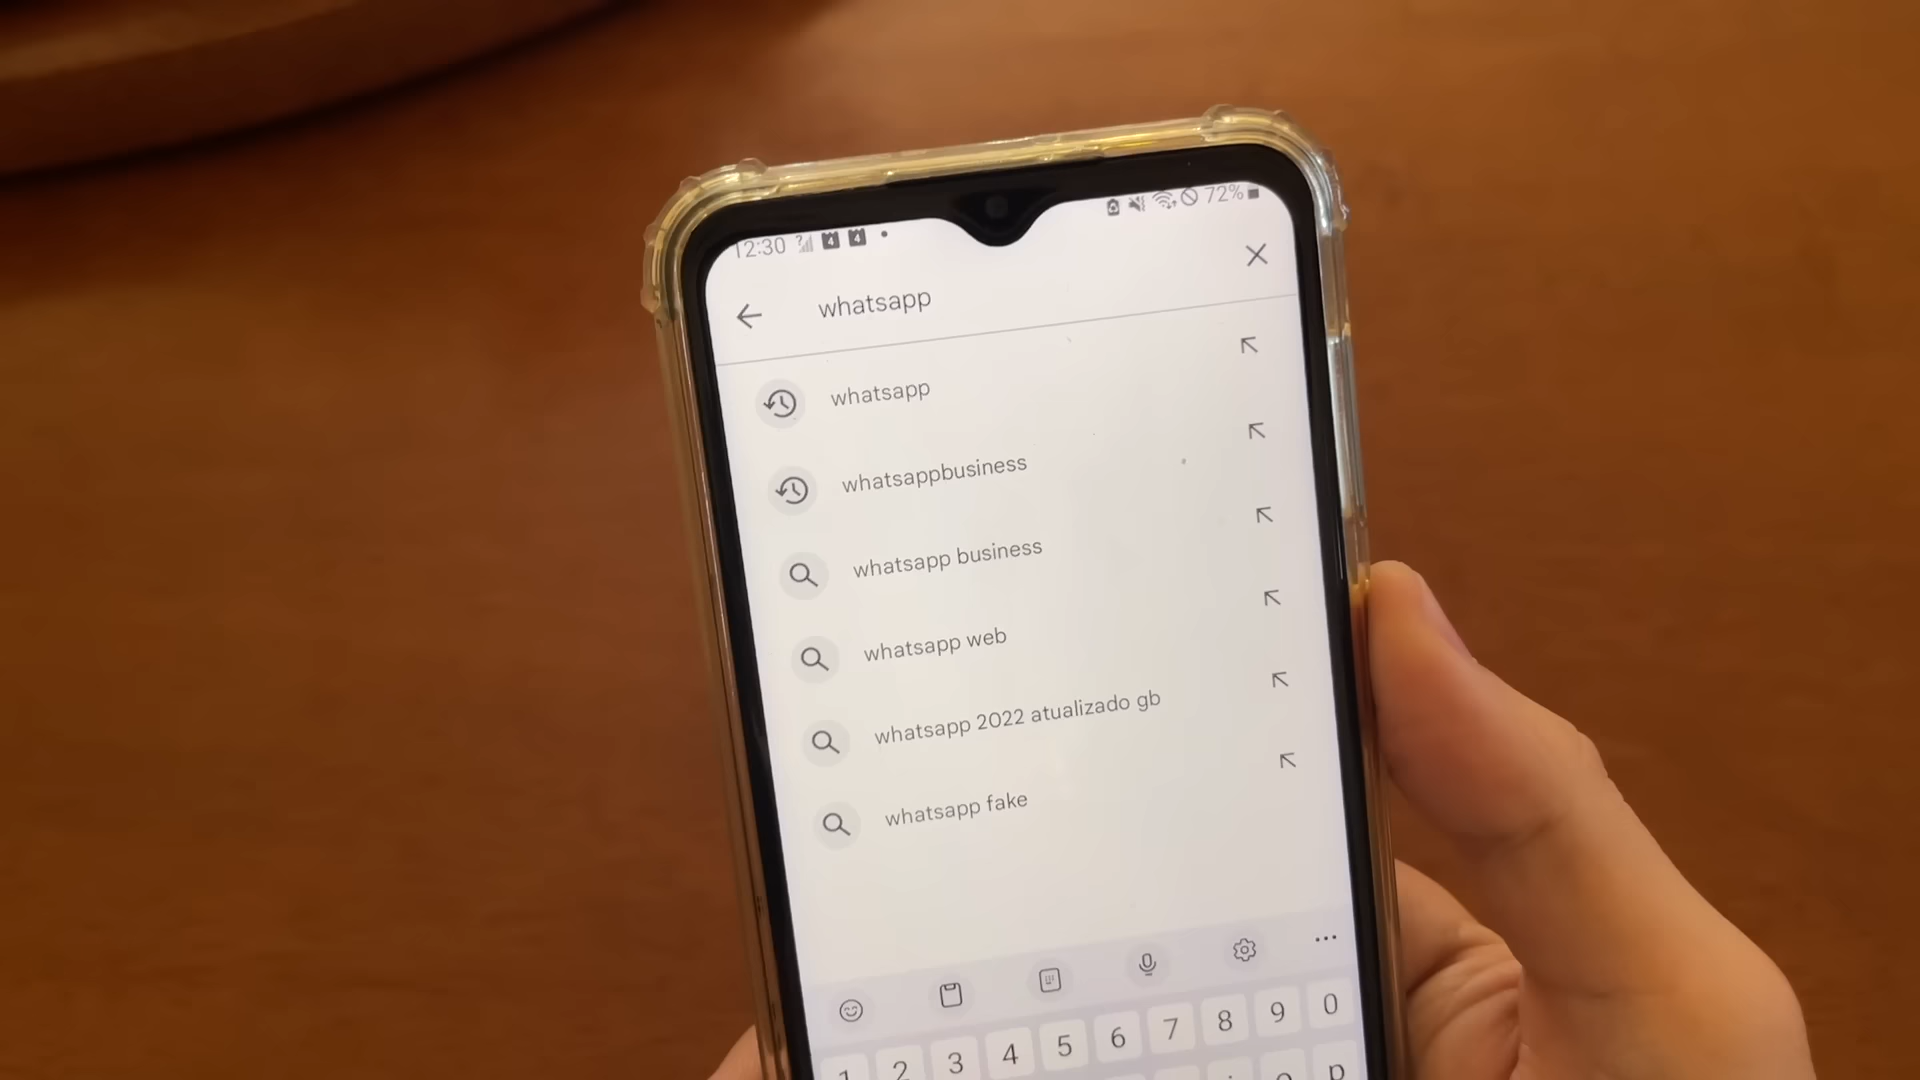 12:30 72%
whatsapp
whatsapp
whatsappbusiness
whatsapp business
whatsapp web
whatsapp 2022 atualizado gb
whatsapp fake
1 2 3 4 5 6 7 8 9 0
p